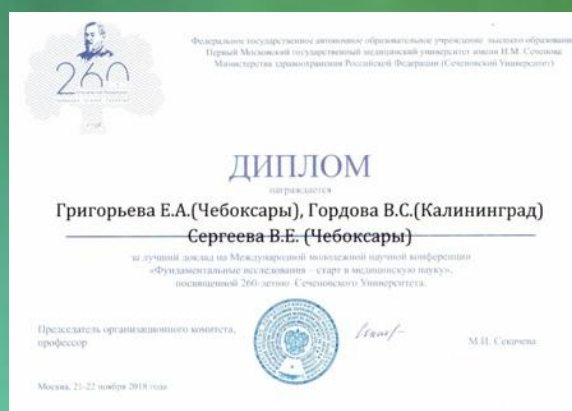 260
Федеральное государственное автономное образовательное учреждение высшего образования
Первый Московский государственный медицинский университет имени И.М. Сеченова
Министерства здравоохранения Российской Федерации (Сеченовский Университет)
ДИПЛОМ
награждается
Григорьева Е.А.(Чебоксары), Гордова В.С.(Калининград)
Сергеева В.Е. (Чебоксары)
за лучший доклад на Международной молодежной научной конференции
«Фундаментальные исследования – старт в медицинскую науку»,
посвященной 260-летию Сеченовского Университета.
Председатель организационного комитета,
профессор
М.И. Секачева
Москва, 21-22 ноября 2018 года